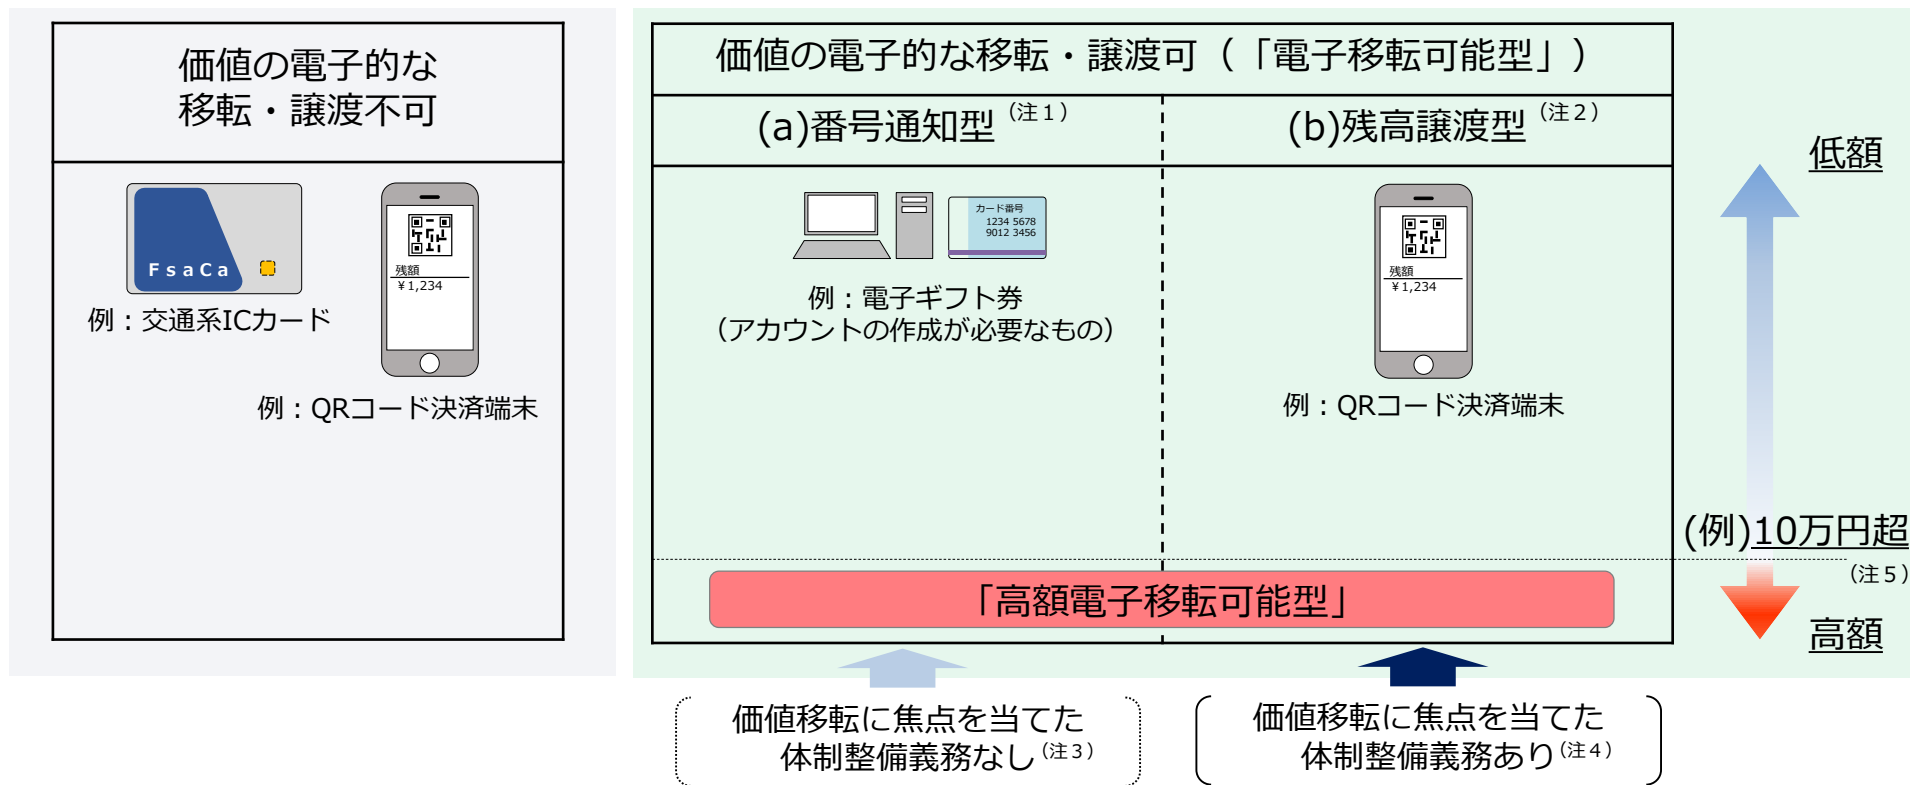 価値の電子的な
移転・譲渡不可
FsaCa
例：交通系ICカード
残額
¥1,234
例：QRコード決済端末
価値の電子的な移転・譲渡可（「電子移転可能型」）
(a)番号通知型（注１）
(b)残高譲渡型（注２）
カード番号
1234 5678
9012 3456
例：電子ギフト券
（アカウントの作成が必要なもの）
残額
¥1,234
例：QRコード決済端末
低額
(例)10万円超
（注５）
高額
「高額電子移転可能型」
価値移転に焦点を当てた
体制整備義務なし（注３）
価値移転に焦点を当てた
体制整備義務あり（注４）